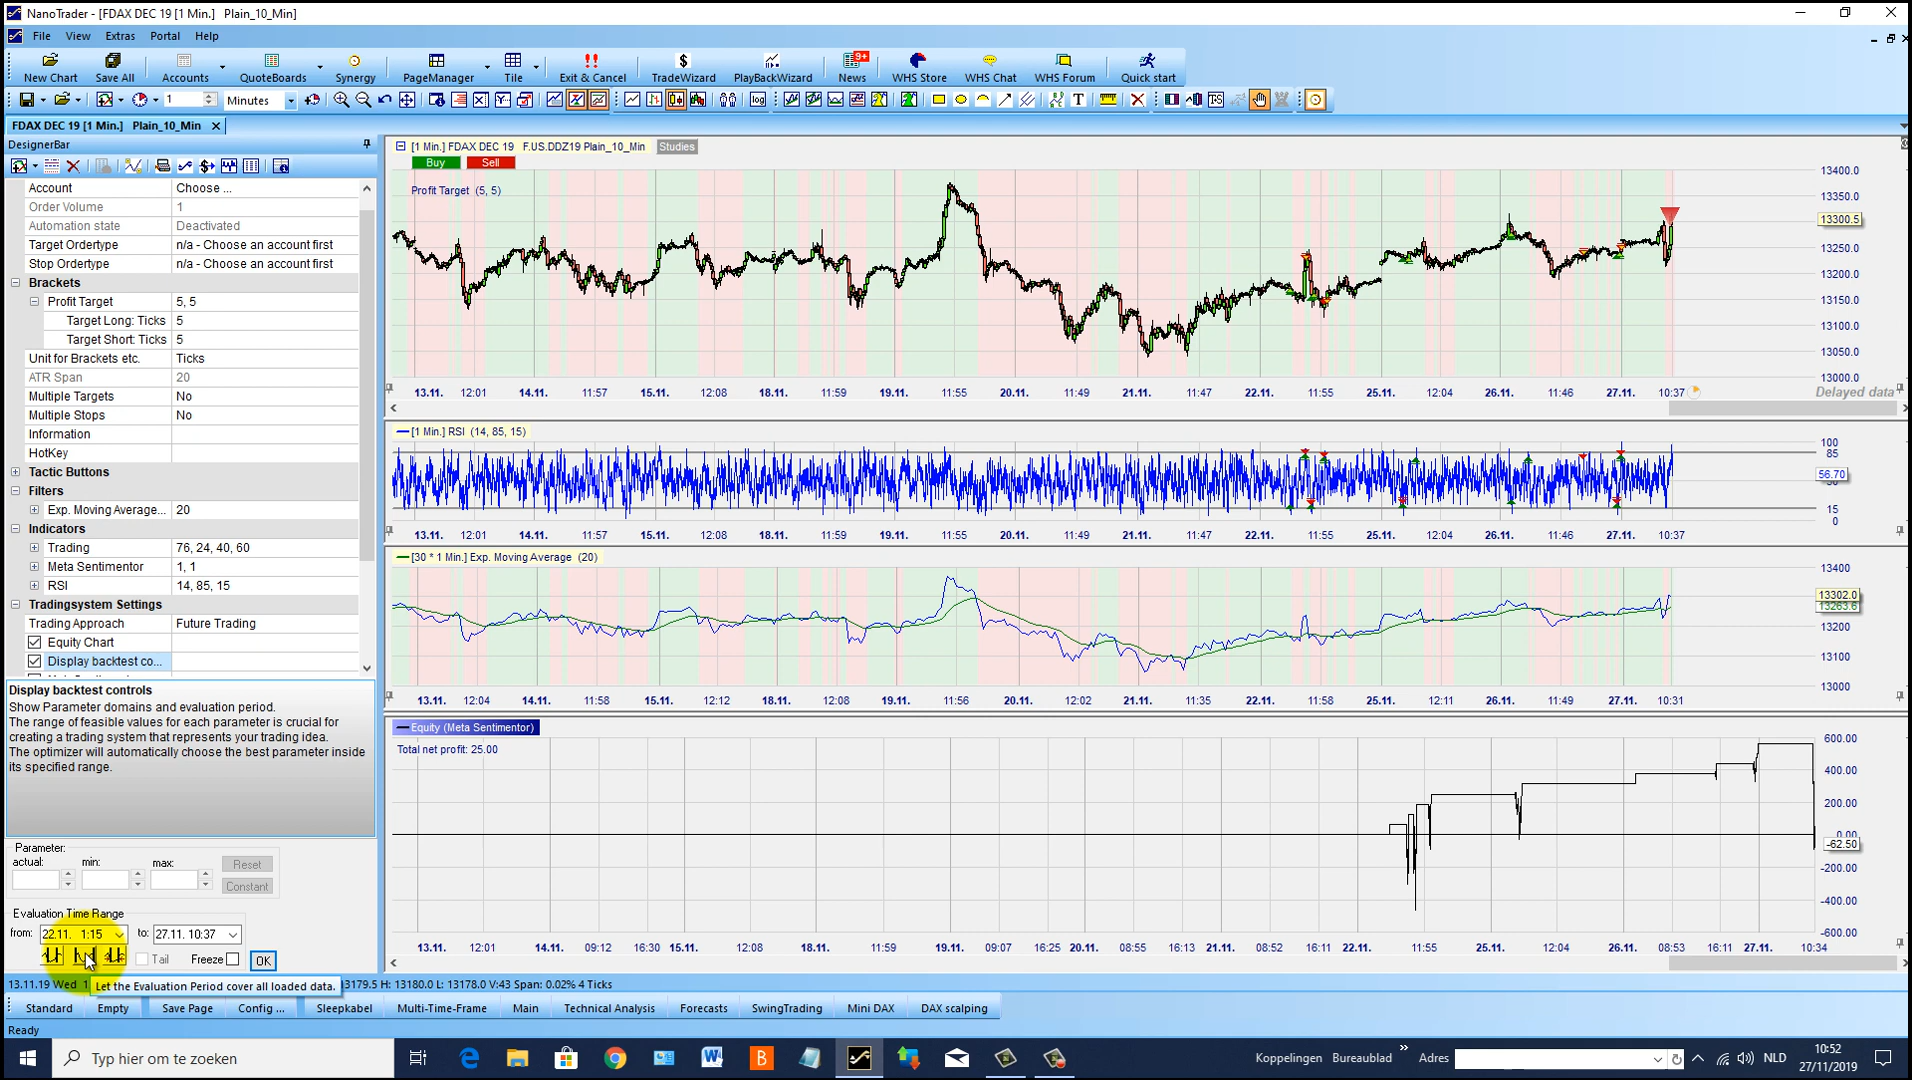 NanoTrader - [FDAX DEC 19 [1 Min.] Plain_10_Min]
File View Extras Portal Help
New Chart Save All Accounts QuoteBoards Synergy PageManager Tile Exit & Cancel TradeWizard PlayBackWizard 9+ News WHS Store WHS Chat WHS Forum Quick start
1 Minutes log T T-S
FDAX DEC 19 [1 Min.] Plain_10_Min
DesignerBar
Account Choose ...
Order Volume 1
Automation state Deactivated
Target Ordertype n/a - Choose an account first
Stop Ordertype n/a - Choose an account first
Brackets
Profit Target 5, 5
Target Long: Ticks 5
Target Short: Ticks 5
Unit for Brackets etc. Ticks
ATR Span 20
Multiple Targets No
Multiple Stops No
Information
HotKey
Tactic Buttons
Filters
Exp. Moving Average... 20
Indicators
Trading 76, 24, 40, 60
Meta Sentimentor 1, 1
RSI 14, 85, 15
Tradingsystem Settings
Trading Approach Future Trading
Equity Chart
Display backtest co...
Display backtest controls
Show Parameter domains and evaluation period.
The range of feasible values for each parameter is crucial for
creating a trading system that represents your trading idea.
The optimizer will automatically choose the best parameter inside
its specified range.
Parameter:
actual: min: max: Reset
Constant
Evaluation Time Range
from: 22.11. 1:15 to: 27.11. 10:37
Tail Freeze OK
[1 Min.] FDAX DEC 19 F.US.DDZ19 Plain_10_Min Studies
Buy Sell
Profit Target (5, 5)
13400.0
13350.0
13300.5
13250.0
13200.0
13150.0
13100.0
13050.0
13000.0
13.11. 12:01 14.11. 11:57 15.11. 12:08 18.11. 11:59 19.11. 11:55 20.11. 11:49 21.11. 11:47 22.11. 11:55 25.11. 12:04 26.11. 11:46 27.11. 10:37 Delayed data
[1 Min.] RSI (14, 85, 15)
100
85
56.70
15
0
13.11. 12:01 14.11. 11:57 15.11. 12:08 18.11. 11:59 19.11. 11:55 20.11. 11:49 21.11. 11:47 22.11. 11:55 25.11. 12:04 26.11. 11:46 27.11. 10:37
[30 * 1 Min.] Exp. Moving Average (20)
13400
13302.0
13263.6
13200
13100
13000
13.11. 12:04 14.11. 11:58 15.11. 12:12 18.11. 12:08 19.11. 11:56 20.11. 12:02 21.11. 11:56 22.11. 11:58 25.11. 12:11 26.11. 11:58 27.11. 10:31
Equity (Meta Sentimentor)
Total net profit: 25.00
600.00
400.00
200.00
0.00
-62.50
-200.00
-400.00
-600.00
13.11. 12:01 14.11. 09:12 16:30 15.11. 12:08 18.11. 11:59 19.11. 09:07 16:25 20.11. 08:55 16:13 21.11. 08:52 16:11 22.11. 11:55 25.11. 12:04 26.11. 08:53 16:11 27.11. 10:34
13.11.19 Wed 1
Let the Evaluation Period cover all loaded data.
13179.5 H: 13180.0 L: 13178.0 V:43 Span: 0.02% 4 Ticks
Standard Empty Save Page Config ... Sleepkabel Multi-Time-Frame Main Technical Analysis Forecasts SwingTrading Mini DAX DAX scalping
Ready
Typ hier om te zoeken Koppelingen Bureaublad Adres NLD 10:52
27/11/2019